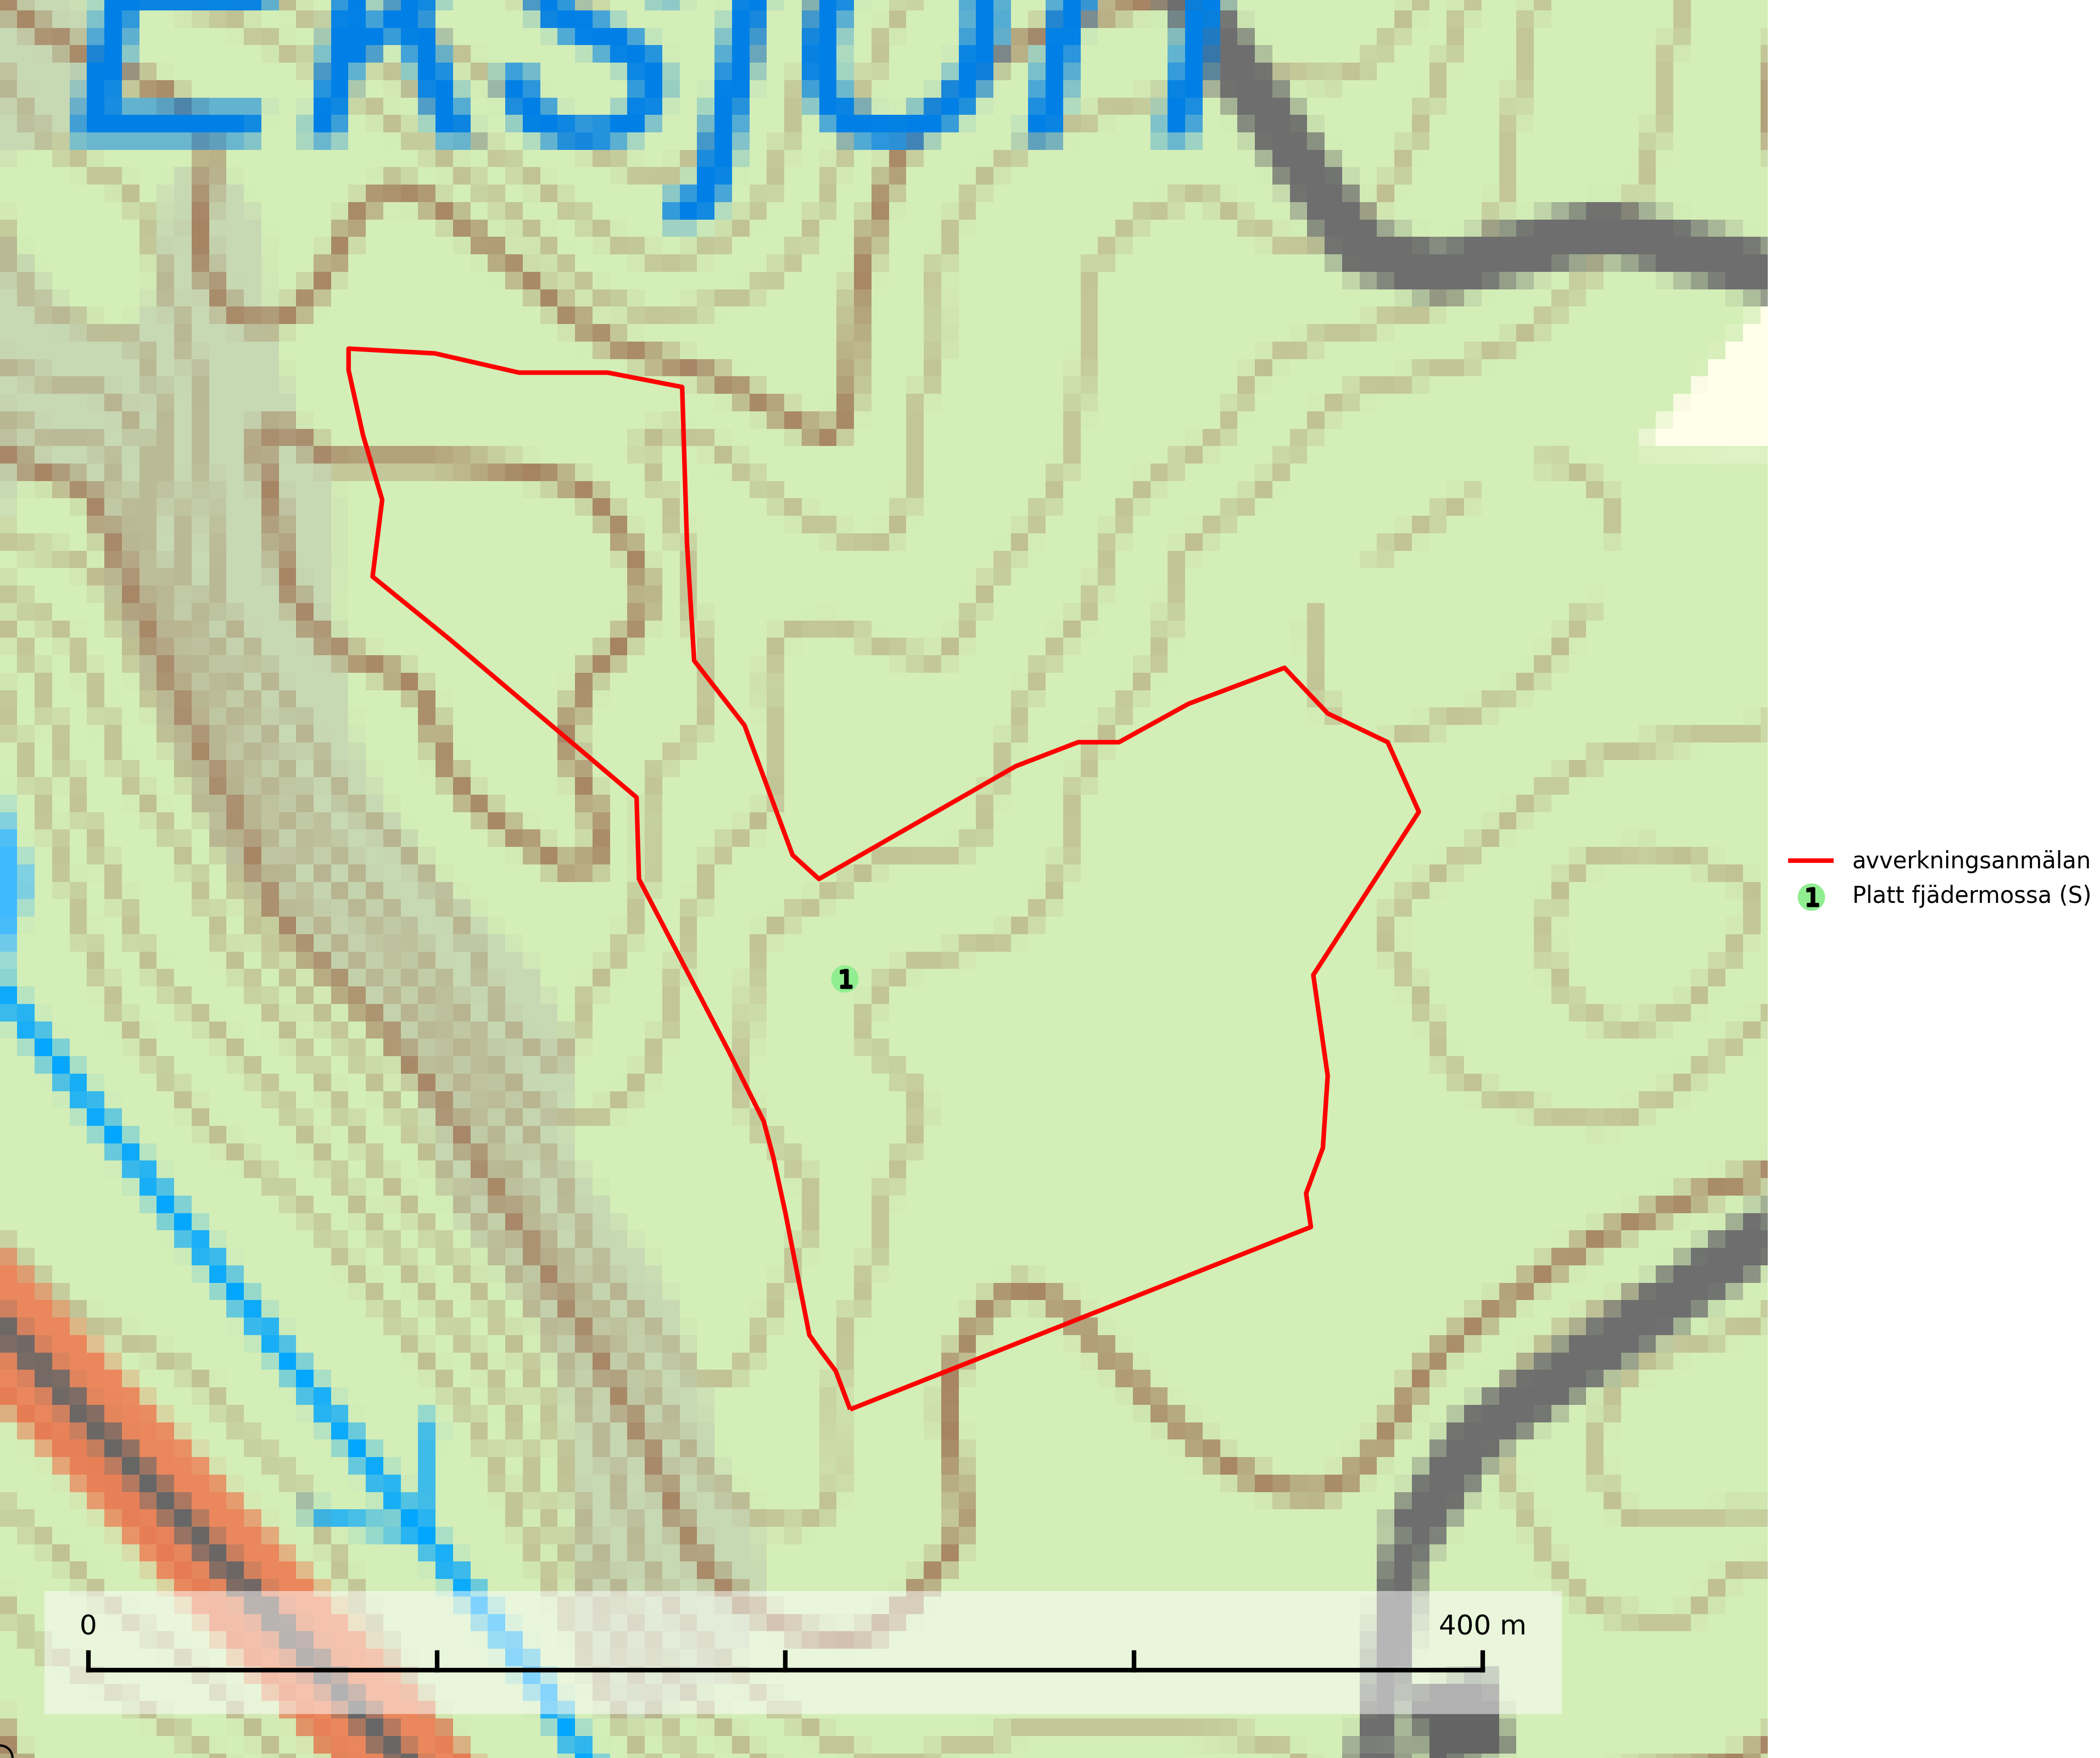 avverkningsanmälan
1 Platt fjädermossa (S)
1
0 400 m